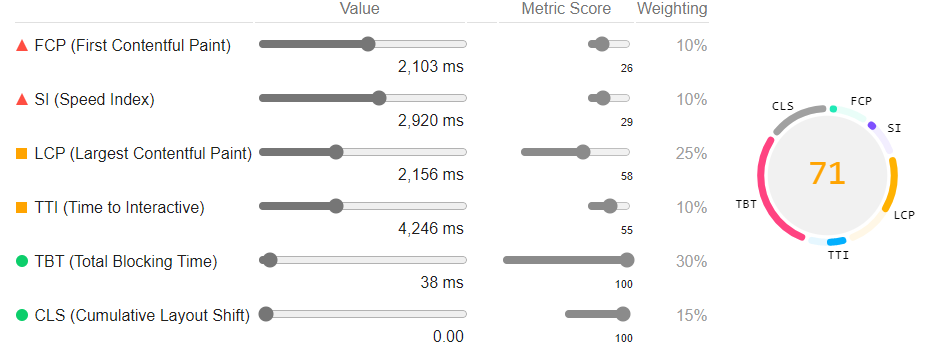 Value Metric Score Weighting
FCP (First Contentful Paint) 10%
2,103 ms 26
SI (Speed Index) 10%
2,920 ms 29
LCP (Largest Contentful Paint) 25%
2,156 ms 58
TTI (Time to Interactive) 10%
4,246 ms 55
TBT (Total Blocking Time) 30%
38 ms 100
CLS (Cumulative Layout Shift) 15%
0.00 100
CLS FCP
SI
71
TBT LCP
TTI